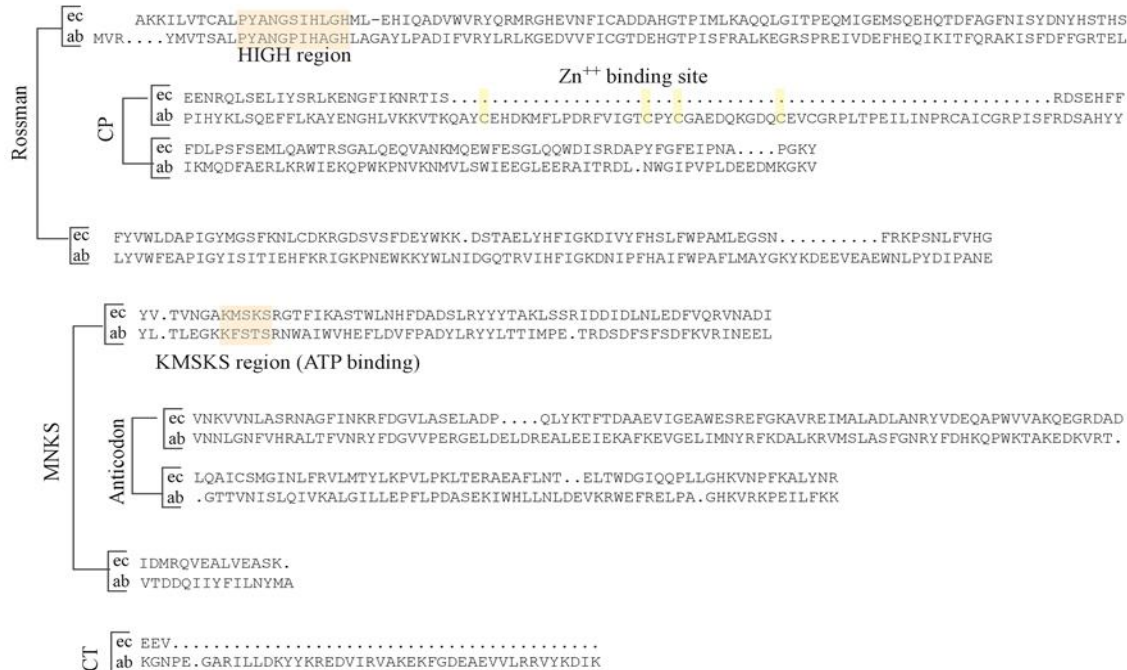 ec AKKILVTCALPYANGSIHLGHML-EHIQADVWVRYQRMRGHEVNFICADDAHGTPIMLKAQQLGITPEQMIGEMSQEHQTDFAGFNISYDNYHSTHS
ab MVR....YMVTSALPYANGPIHAGHLAGAYLPADIFVRYLRLKGEDVVFICGTDEHGTPISFRALKEGRSPREIVDEFHEQIKITFQRAKISFDFFGRTEL
HIGH region
Zn++ binding site
ec EENRQLSELIYSRLKENGFIKNRTIS..........................................................RDSEHFF
ab PIHYKLSQEFFLKAYENGHLVKKVTKQAYCEHDKMFLPDRFVIGTCPYCGAEDQKGDQCEVCGRPLTPEILINPRCAICGRPISFRDSAHYY
CP
ec FDLPSFSEMLQAWTRSGALQEQVANKMQEWFESGLQQWDISRDAPYFGFEIPNA....PGKY
ab IKMQDFAERLKRWIEKQPWKPNVKNMVLSWIEEGLEERAITRDL.NWGIPVPLDEEDMKGKV
Rossman
ec FYVWLDAPIGYMGSFKNLCDKRGDSVSFDEYWKK.DSTAELYHFIGKDIVYFHSLFWPAMLEGSN..........FRKPSNLFVHG
ab LYVWFEAPIGYISITIEHFKRIGKPNEWKKYWLNIDGQTRVIHFIGKDNIPFHAIFWPAFLMAYGKYKDEEVEAEWNLPYDIPANE
ec YV.TVNGAKMSKSRGTFIKASTWLNHFDADSLRYYYTAKLSSRIDDIDLNLEDFVQRVNADI
ab YL.TLEGKKFSTSRNWAIWVHEFLDVFPADYLRYYLTTIMPE.TRDSDFSFSDFKVRINEEL
KMSKS region (ATP binding)
MNKS
ec VNKVVNLASRNAGFINKRFDGVLASELADP....QLYKTFTDAAEVIGEAWESREFGKAVREIMALADLANRYVDEQAPWVVAKQEGRDAD
ab VNNLGNFVHRALTFVNRYFDGVVPERGELDELDREALEEIEKAFKEVGELIMNYRFKDALKRVMSLASFGNRYFDHKQPWKTAKEDKVRT.
Anticodon
ec LQAICSMGINLFRVLMTYLKPVLPKLTERAEAFLNT..ELTWDGIQQPLLGHKVNPFKALYNR
ab .GTTVNISLQIVKALGILLEPFLPDASEKIWHLLNLDEVKRWEFRELPA.GHKVRKPEILFKK
ec IDMRQVEALVEASK.
ab VTDDQIIYFILNYMA
CT
ec EEV..........................................
ab KGNPE.GARILLDKYYKREDVIRVAKEKFGDEAEVVLRRVYKDIK